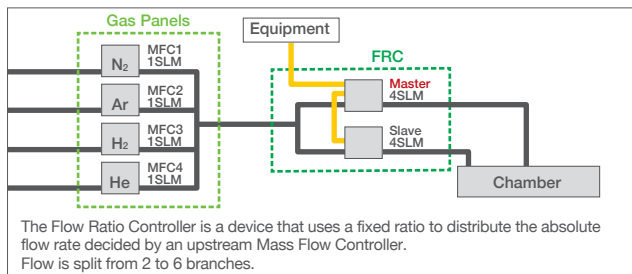 Gas Panels
Equipment
FRC
N₂
MFC1
1SLM
Ar
MFC2
1SLM
H₂
MFC3
1SLM
He
MFC4
1SLM
Master
4SLM
Slave
4SLM
Chamber
The Flow Ratio Controller is a device that uses a fixed ratio to distribute the absolute
flow rate decided by an upstream Mass Flow Controller.
Flow is split from 2 to 6 branches.